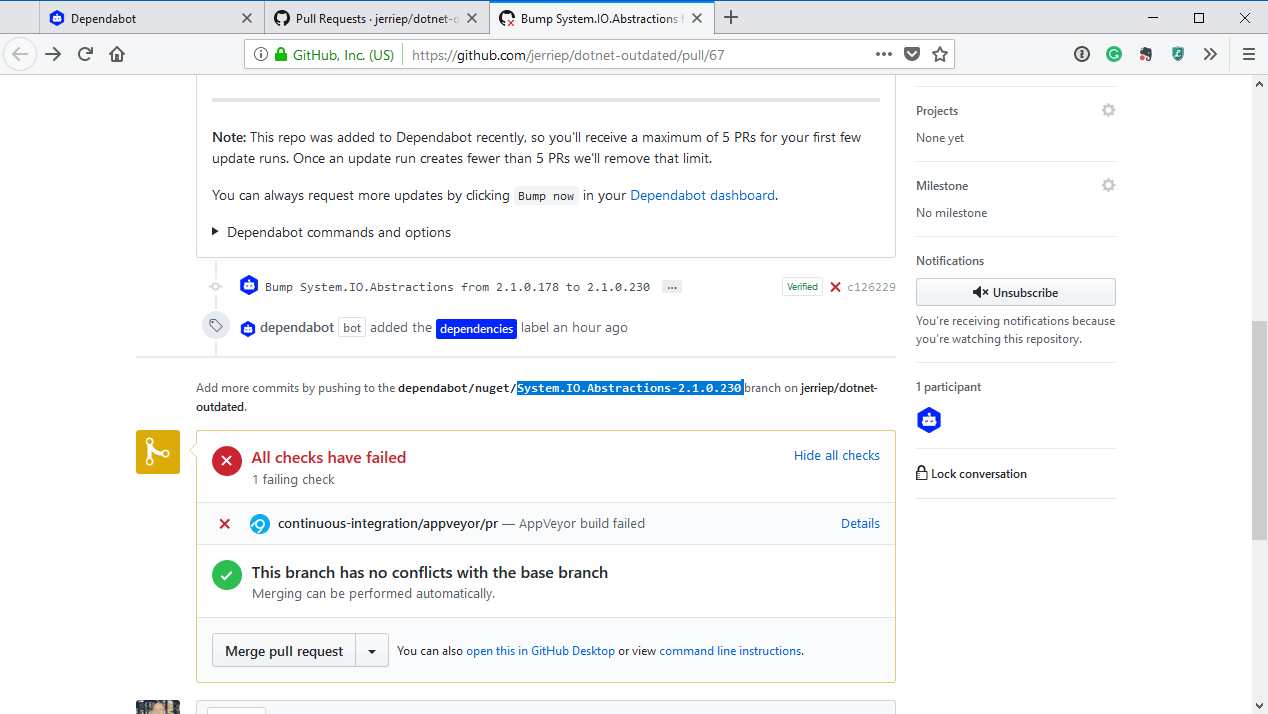 Dependabot
Pull Requests · jerriep/dotnet-o
Bump System.IO.Abstractions f
GitHub, Inc. (US)
https://github.com/jerriep/dotnet-outdated/pull/67
Note: This repo was added to Dependabot recently, so you'll receive a maximum of 5 PRs for your first few
update runs. Once an update run creates fewer than 5 PRs we'll remove that limit.
You can always request more updates by clicking Bump now in your Dependabot dashboard.
Dependabot commands and options
Bump System.IO.Abstractions from 2.1.0.178 to 2.1.0.230 ...
Verified
c126229
dependabot bot added the dependencies label an hour ago
Add more commits by pushing to the dependabot/nuget/System.IO.Abstractions-2.1.0.230 branch on jerriep/dotnet-
outdated.
All checks have failed
Hide all checks
1 failing check
continuous-integration/appveyor/pr — AppVeyor build failed
Details
This branch has no conflicts with the base branch
Merging can be performed automatically.
Merge pull request
You can also open this in GitHub Desktop or view command line instructions.
Projects
None yet
Milestone
No milestone
Notifications
Unsubscribe
You're receiving notifications because
you're watching this repository.
1 participant
Lock conversation